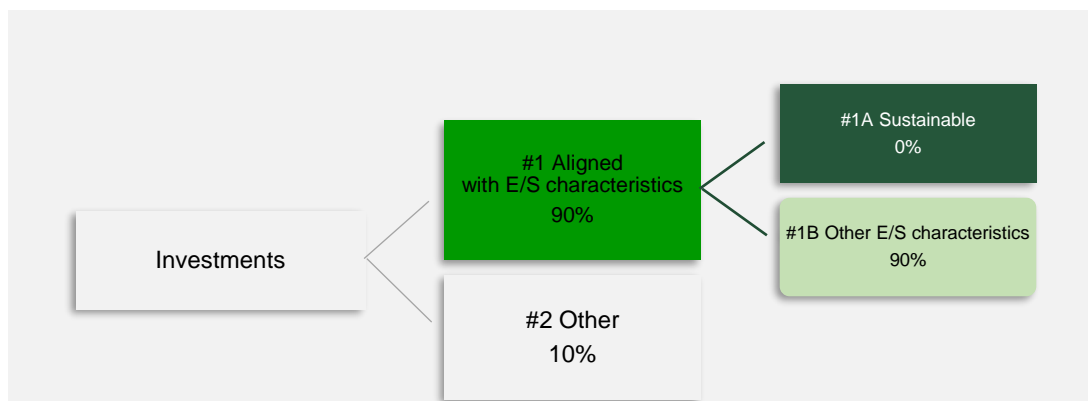 Investments
#1 Aligned
with E/S characteristics
90%
#2 Other
10%
#1A Sustainable
0%
#1B Other E/S characteristics
90%